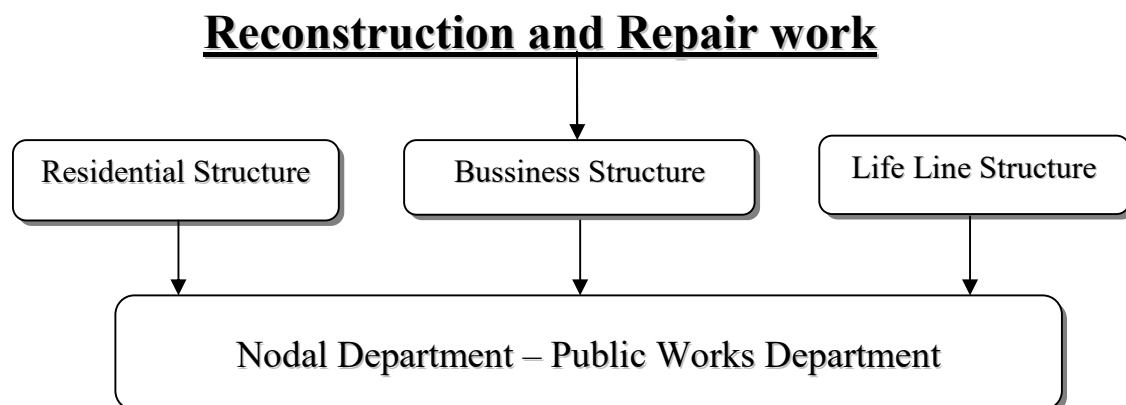 Reconstruction and Repair work
Residential Structure
Bussiness Structure
Life Line Structure
Nodal Department – Public Works Department